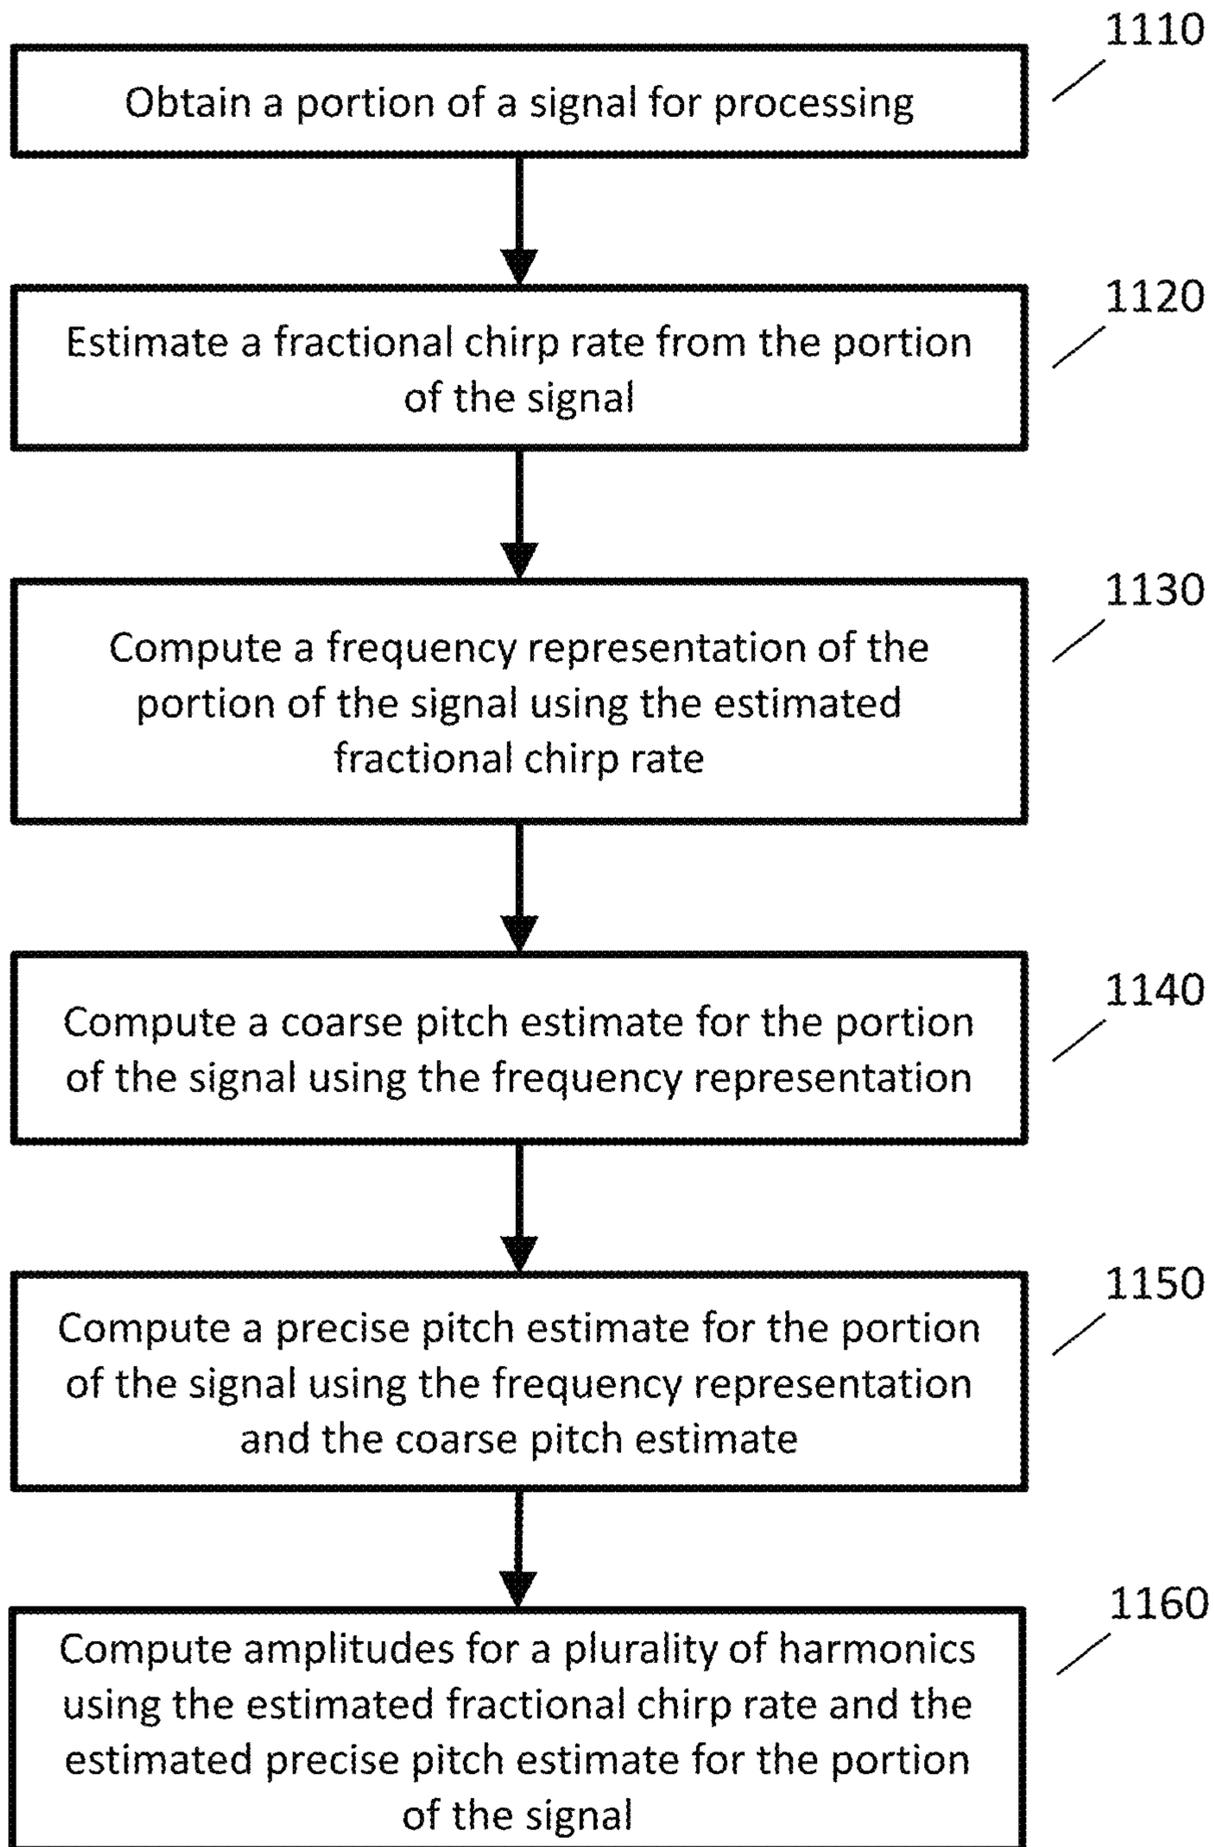 1110
Obtain a portion of a signal for processing
1120
Estimate a fractional chirp rate from the portion
of the signal
1130
Compute a frequency representation of the
portion of the signal using the estimated
fractional chirp rate
1140
Compute a coarse pitch estimate for the portion
of the signal using the frequency representation
1150
Compute a precise pitch estimate for the portion
of the signal using the frequency representation
and the coarse pitch estimate
1160
Compute amplitudes for a plurality of harmonics
using the estimated fractional chirp rate and the
estimated precise pitch estimate for the portion
of the signal